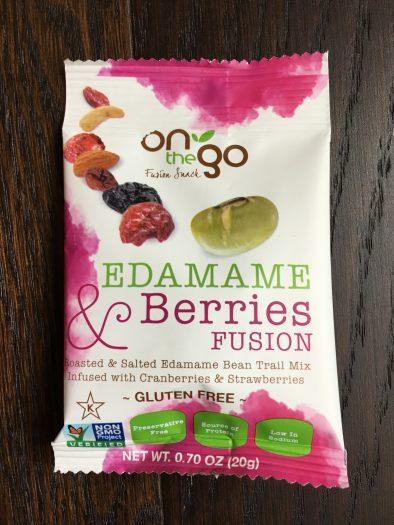 on the go
Fusion Snack
EDAMAME
& Berries
FUSION
Roasted & Salted Edamame Bean Trail Mix
Infused with Cranberries & Strawberries
~ GLUTEN FREE ~
K
NON
GMO
Project
VERIFIED
Preservative
Free
Source of
Protein
Low In
Sodium
NET WT. 0.70 OZ (20g)